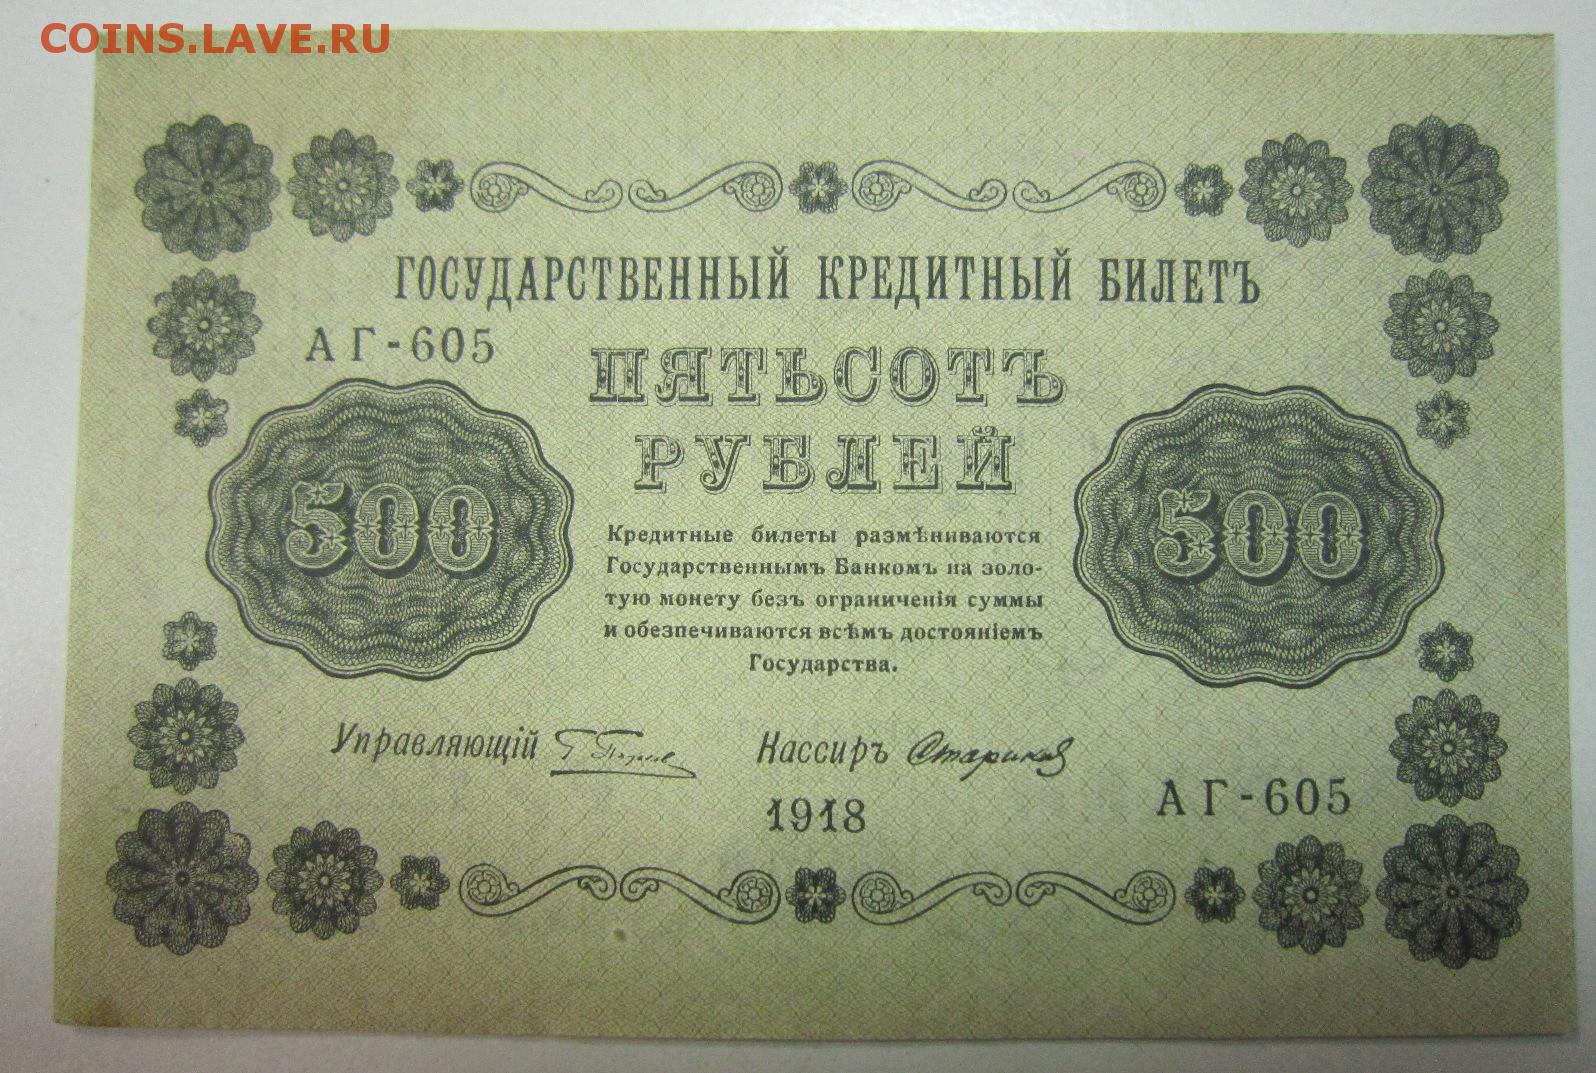 COINS.LAVE.RU
ГОСУДАРСТВЕННЫЙ КРЕДИТНЫЙ БИЛЕТЪ
АГ-605
ПЯТЬСОТЪ
РУБЛЕЙ
500
500
Кредитные билеты размѣниваются
Государственнымъ Банкомъ на золо-
тую монету безъ ограниченія суммы
и обезпечиваются всѣмъ достояніемъ
Государства.
Управляющій
Кассиръ Стариков
1918
АГ-605